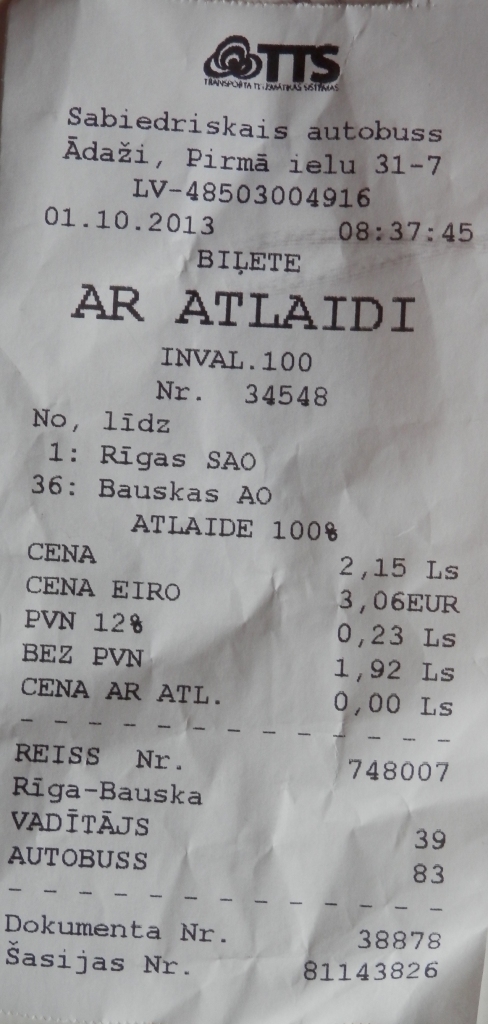 TTS
TRANSPORTA TEHZMĀTIKAS SISTĒMAS
Sabiedriskais autobuss
Ādaži, Pirmā ielu 31-7
LV-48503004916
01.10.2013 08:37:45
BIĻETE
AR ATLAIDI
INVAL.100
Nr. 34548
No, līdz
1: Rīgas SAO
36: Bauskas AO
ATLAIDE 100%
CENA 2,15 Ls
CENA EIRO 3,06EUR
PVN 12% 0,23 Ls
BEZ PVN 1,92 Ls
CENA AR ATL. 0,00 Ls
- - - - - - - - - - - - - -
REISS Nr. 748007
Rīga-Bauska
VADĪTĀJS 39
AUTOBUSS 83
- - - - - - - - - - - - - -
Dokumenta Nr. 38878
Šasijas Nr. 81143826